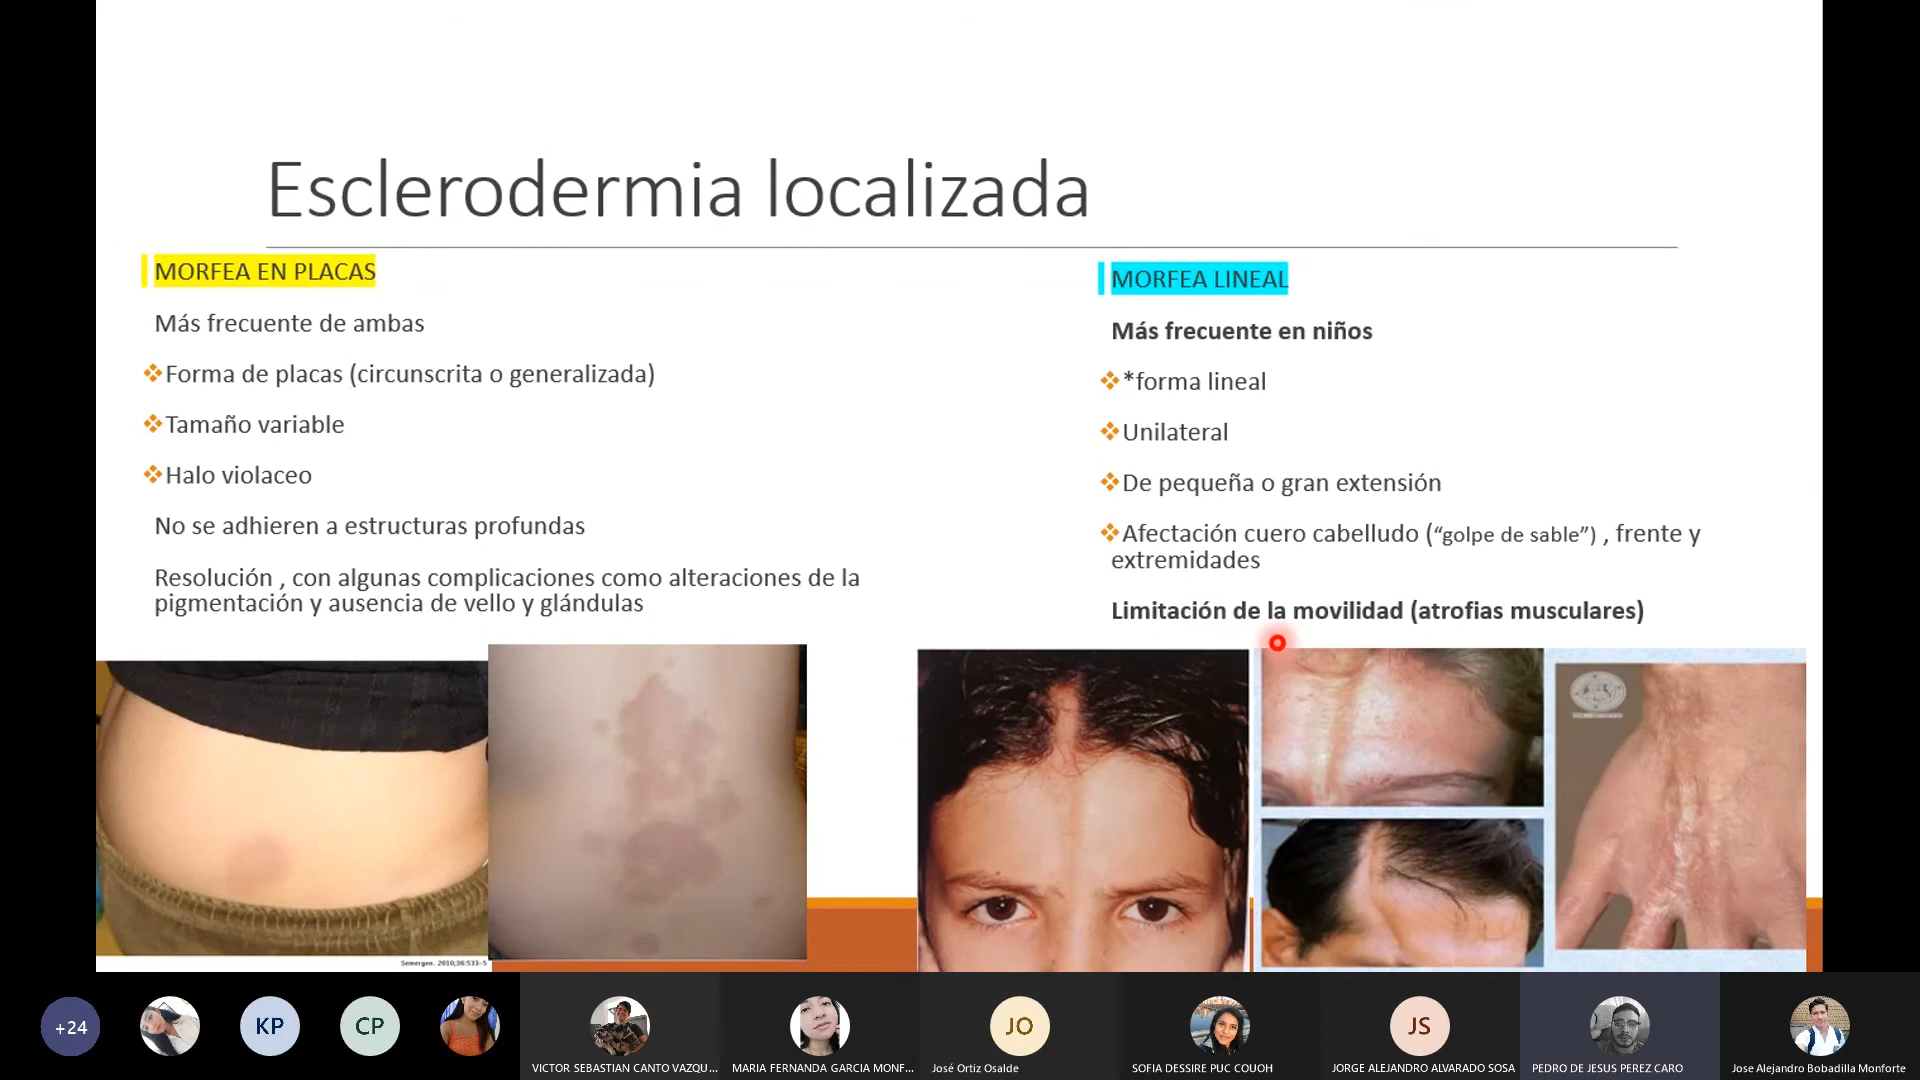 Esclerodermia localizada
MORFEA EN PLACAS
Más frecuente de ambas
Forma de placas (circunscrita o generalizada)
Tamaño variable
Halo violaceo
No se adhieren a estructuras profundas
Resolución , con algunas complicaciones como alteraciones de la
pigmentación y ausencia de vello y glándulas
MORFEA LINEAL
Más frecuente en niños
*forma lineal
Unilateral
De pequeña o gran extensión
Afectación cuero cabelludo (“golpe de sable”) , frente y
extremidades
Limitación de la movilidad (atrofias musculares)
Semergen. 2010;36:533-5
+24
KP
CP
VICTOR SEBASTIAN CANTO VAZQU...
MARIA FERNANDA GARCIA MONF...
JO
José Ortiz Osalde
SOFIA DESSIRE PUC COUOH
JS
JORGE ALEJANDRO ALVARADO SOSA
PEDRO DE JESUS PEREZ CARO
Jose Alejandro Bobadilla Monforte